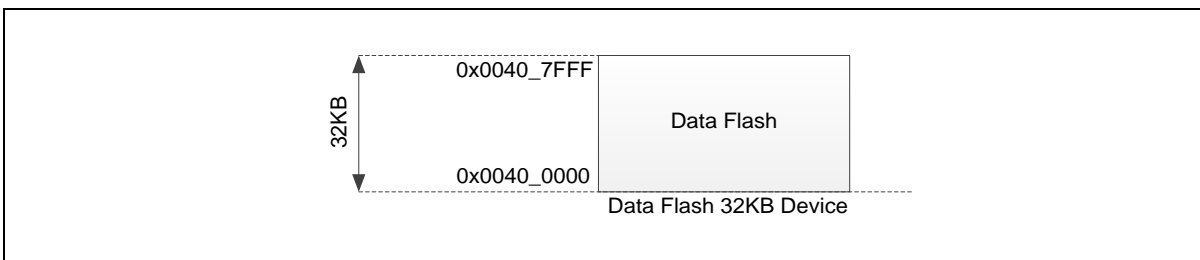 0x0040_7FFF
32KB
Data Flash
0x0040_0000
Data Flash 32KB Device